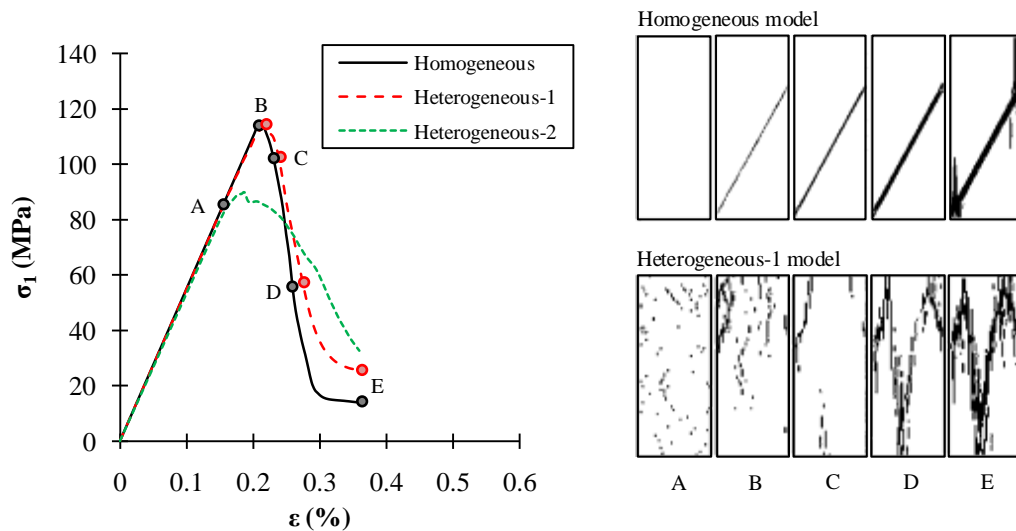 140
120
100
80
60
40
20
0
σ1 (MPa)
0
0.1
0.2
0.3
0.4
0.5
0.6
ε (%)
Homogeneous
Heterogeneous-1
Heterogeneous-2
A
B
C
D
E
Homogeneous model
Heterogeneous-1 model
A B C D E